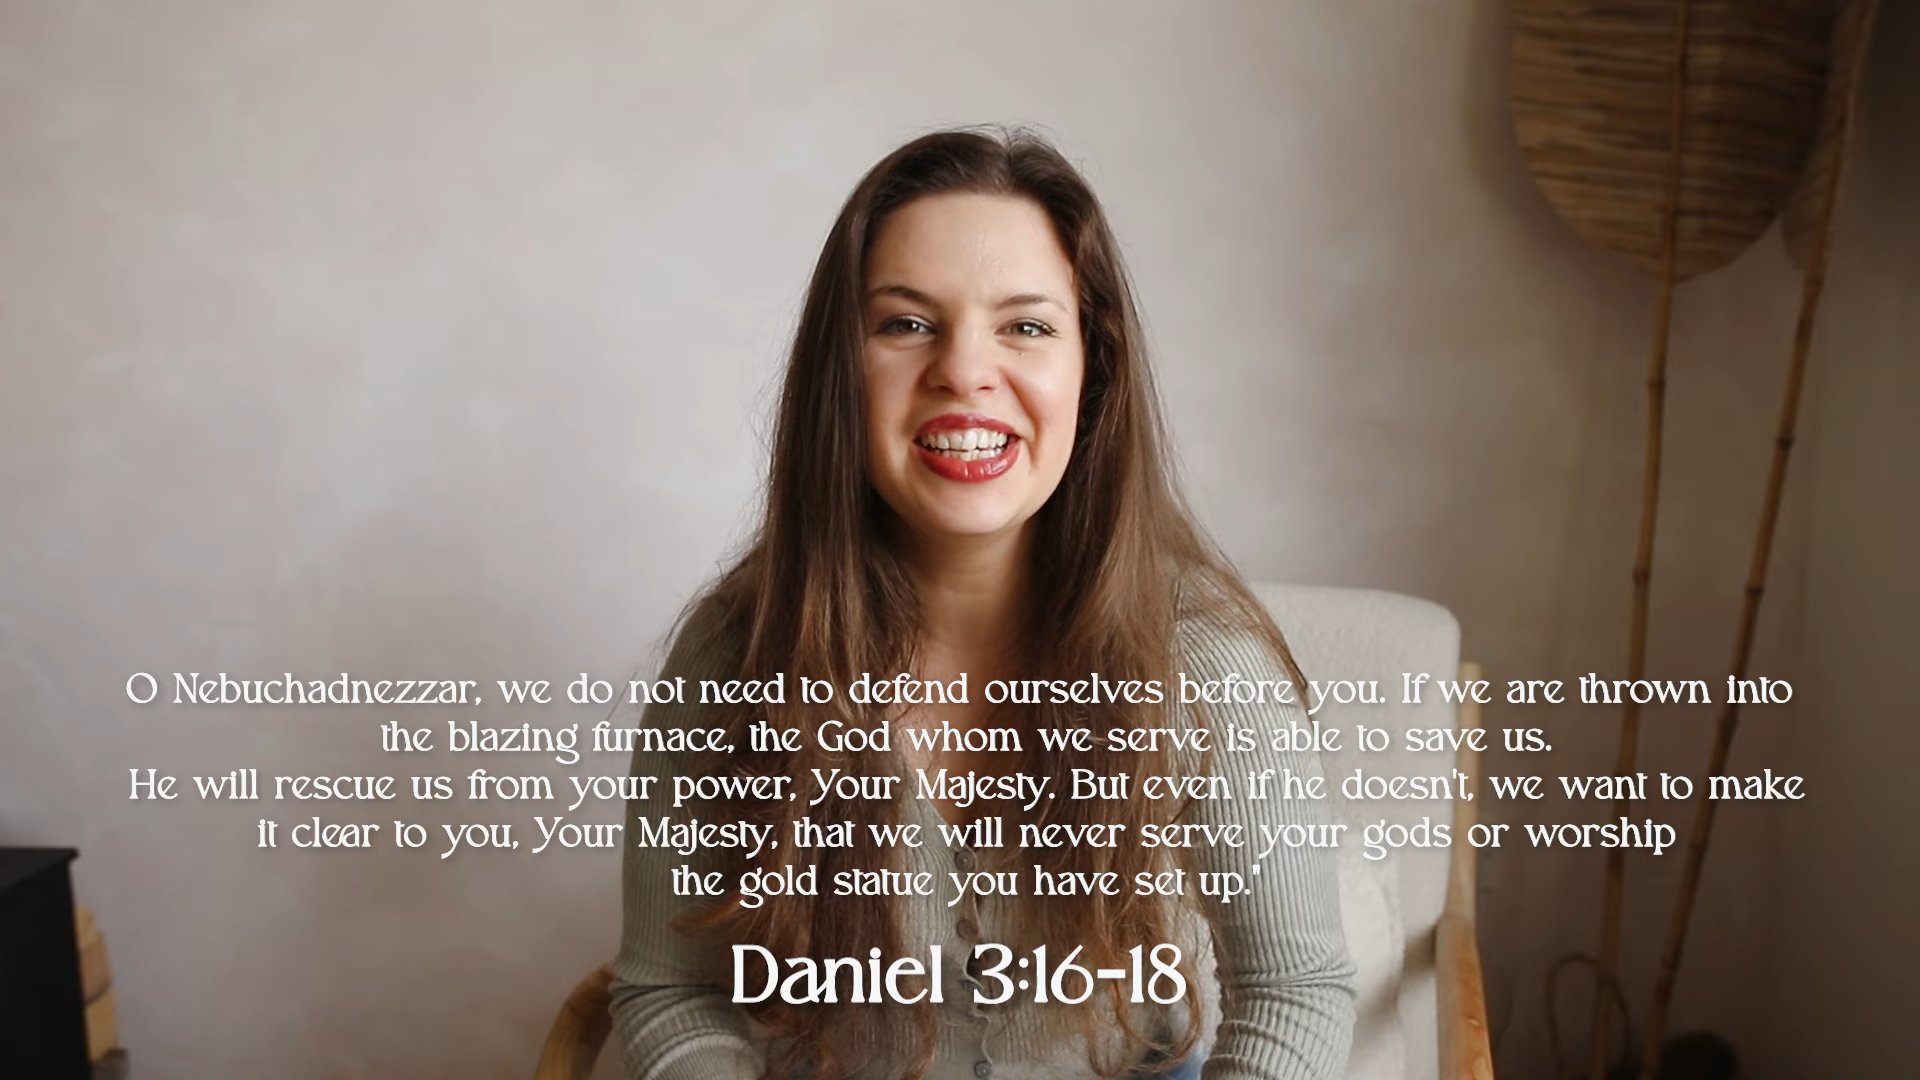 O Nebuchadnezzar, we do not need to defend ourselves before you. If we are thrown into
the blazing furnace, the God whom we serve is able to save us.
He will rescue us from your power, Your Majesty. But even if he doesn't, we want to make
it clear to you, Your Majesty, that we will never serve your gods or worship
the gold statue you have set up."
Daniel 3:16-18